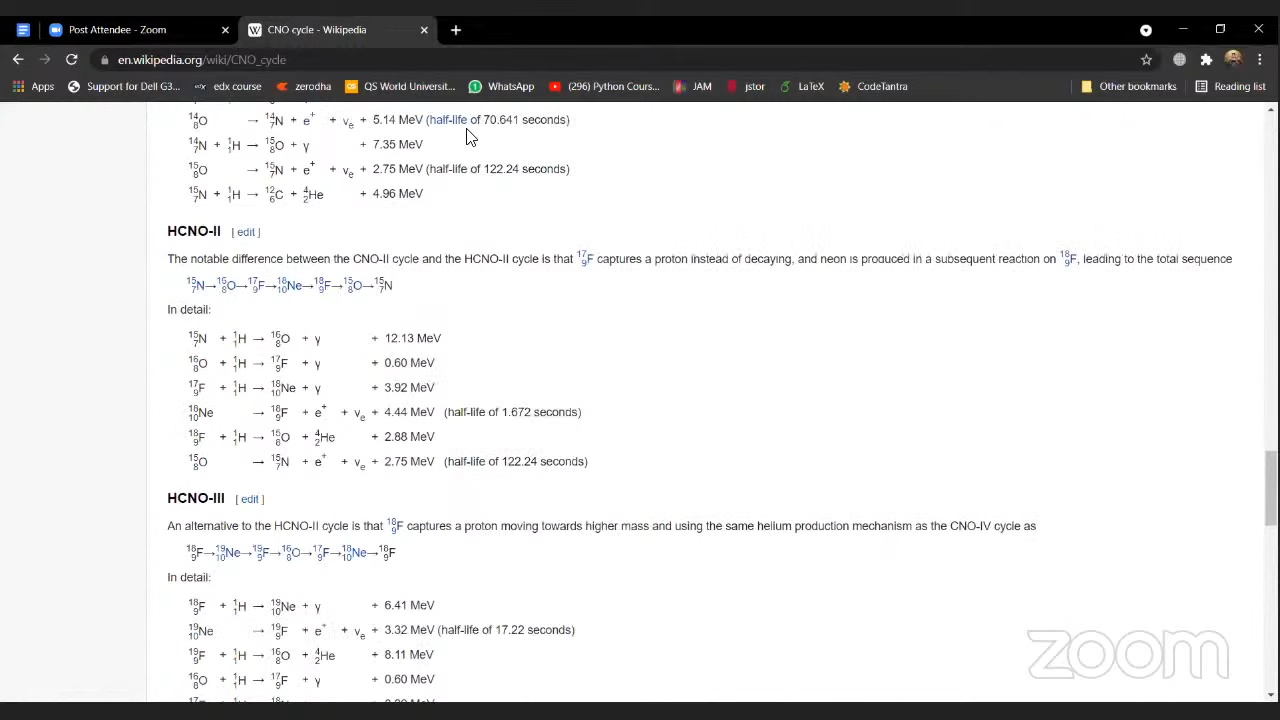 Post Attendee - Zoom
CNO cycle - Wikipedia
en.wikipedia.org/wiki/CNO_cycle
Apps Support for Dell G3... edx course zerodha QS World Universit... WhatsApp (296) Python Cours... JAM jstor LaTeX CodeTantra Other bookmarks Reading list
¹⁴₈O → ¹⁴₇N + e⁺ + νₑ + 5.14 MeV (half-life of 70.641 seconds)
¹⁴₇N + ¹₁H → ¹⁵₈O + γ + 7.35 MeV
¹⁵₈O → ¹⁵₇N + e⁺ + νₑ + 2.75 MeV (half-life of 122.24 seconds)
¹⁵₇N + ¹₁H → ¹²₆C + ⁴₂He + 4.96 MeV
HCNO-II [ edit ]
The notable difference between the CNO-II cycle and the HCNO-II cycle is that ¹⁷₉F captures a proton instead of decaying, and neon is produced in a subsequent reaction on ¹⁸₉F, leading to the total sequence
¹⁵₇N→¹⁶₈O→¹⁷₉F→¹⁸₁₀Ne→¹⁸₉F→¹⁵₈O→¹⁵₇N
In detail:
¹⁵₇N + ¹₁H → ¹⁶₈O + γ + 12.13 MeV
¹⁶₈O + ¹₁H → ¹⁷₉F + γ + 0.60 MeV
¹⁷₉F + ¹₁H → ¹⁸₁₀Ne + γ + 3.92 MeV
¹⁸₁₀Ne → ¹⁸₉F + e⁺ + νₑ + 4.44 MeV (half-life of 1.672 seconds)
¹⁸₉F + ¹₁H → ¹⁵₈O + ⁴₂He + 2.88 MeV
¹⁵₈O → ¹⁵₇N + e⁺ + νₑ + 2.75 MeV (half-life of 122.24 seconds)
HCNO-III [ edit ]
An alternative to the HCNO-II cycle is that ¹⁸₉F captures a proton moving towards higher mass and using the same helium production mechanism as the CNO-IV cycle as
¹⁸₉F→¹⁹₁₀Ne→¹⁹₉F→¹⁶₈O→¹⁷₉F→¹⁸₁₀Ne→¹⁸₉F
In detail:
¹⁸₉F + ¹₁H → ¹⁹₁₀Ne + γ + 6.41 MeV
¹⁹₁₀Ne → ¹⁹₉F + e⁺ + νₑ + 3.32 MeV (half-life of 17.22 seconds)
¹⁹₉F + ¹₁H → ¹⁶₈O + ⁴₂He + 8.11 MeV
¹⁶₈O + ¹₁H → ¹⁷₉F + γ + 0.60 MeV
zoom